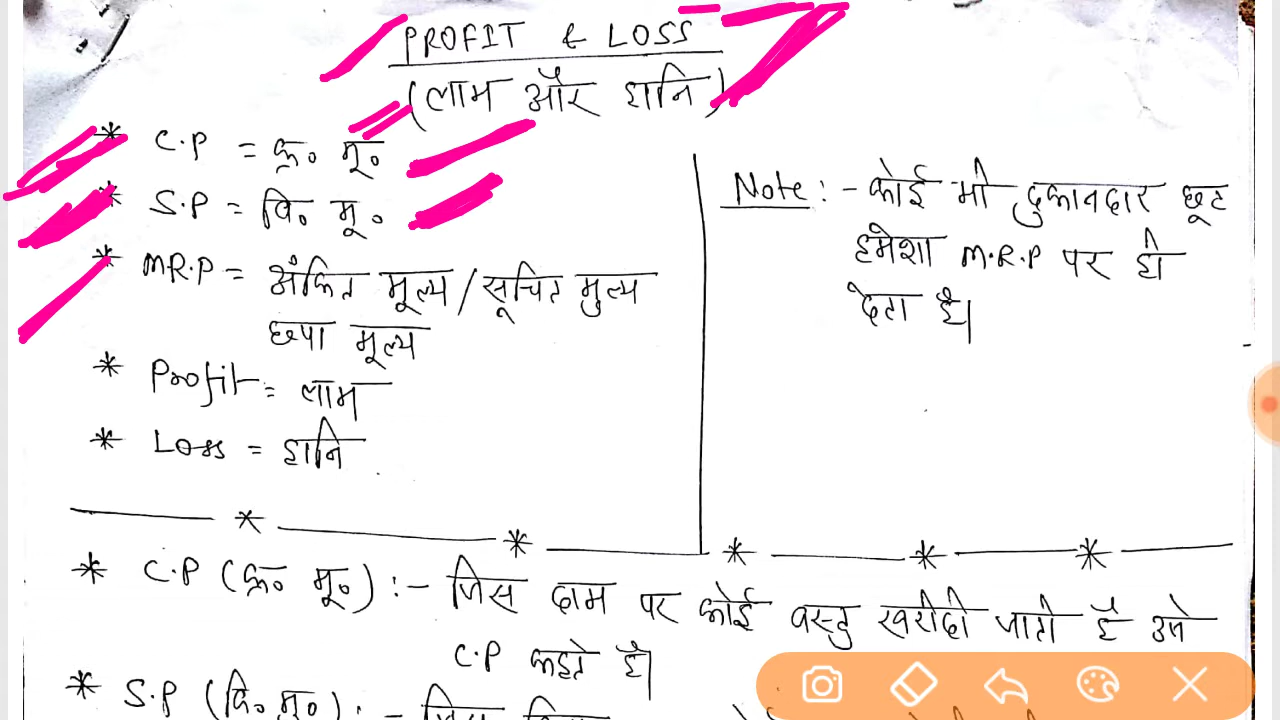 PROFIT & LOSS
(लाभ और हानि)
* C.P = क्र० मू०
* S.P = वि० मू०
* M.R.P = अंकित मूल्य/सूचित मुल्य
छपा मूल्य
* Profit = लाभ
* Loss = हानि
Note :- कोई भी दुकानदार छूट
हमेशा M.R.P पर ही
देता है।
* C.P (क्र० मू०) :- जिस दाम पर कोई वस्तु खरीदी जाती है उसे
C.P कहते है।
* S.P (वि० मू०) :- जिस